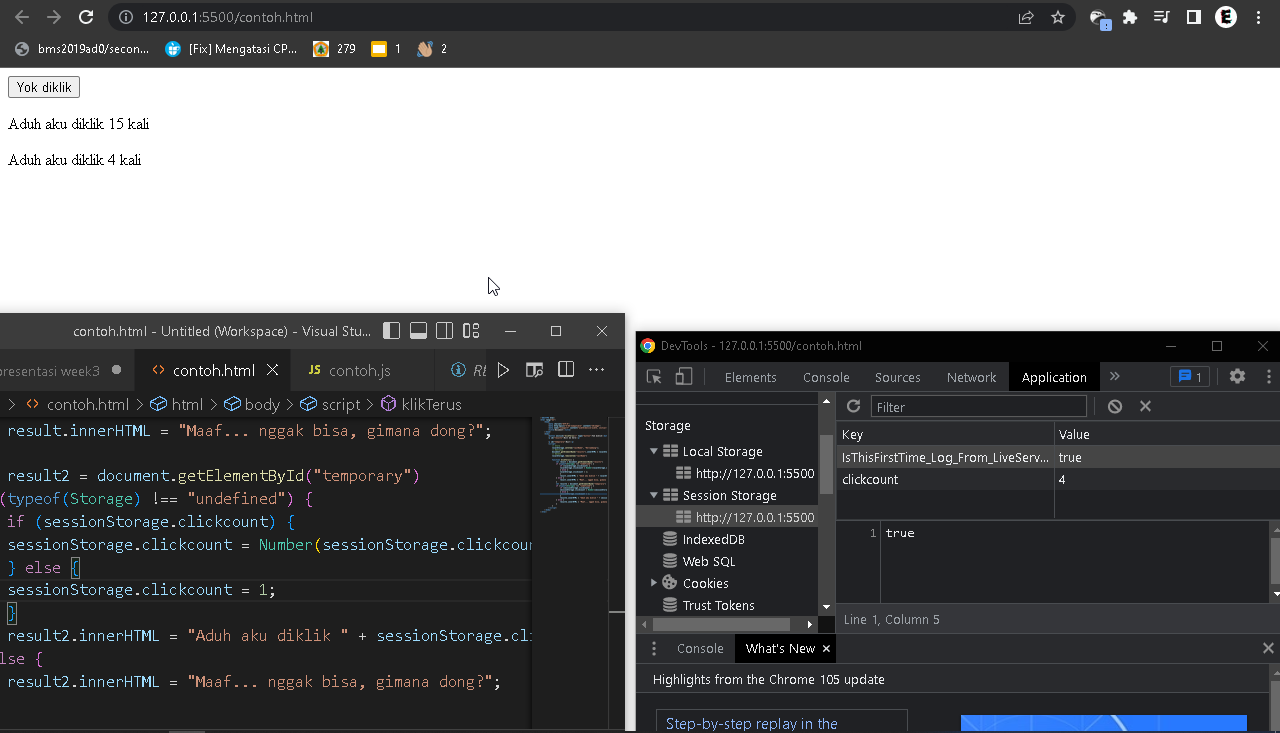 127.0.0.1:5500/contoh.html
bms2019ad0/secon... [Fix] Mengatasi CP... 279 1 2
Yok diklik
Aduh aku diklik 15 kali
Aduh aku diklik 4 kali
contoh.html - Untitled (Workspace) - Visual Stu...
presentasi week3 contoh.html JS contoh.js
contoh.html > html > body > script > klikTerus
result.innerHTML = "Maaf... nggak bisa, gimana dong?";
result2 = document.getElementById("temporary")
(typeof(Storage) !== "undefined") {
if (sessionStorage.clickcount) {
sessionStorage.clickcount = Number(sessionStorage.clickcour
} else {
sessionStorage.clickcount = 1;
}
result2.innerHTML = "Aduh aku diklik " + sessionStorage.cli
lse {
result2.innerHTML = "Maaf... nggak bisa, gimana dong?";
DevTools - 127.0.0.1:5500/contoh.html
Elements Console Sources Network Application » 1
Storage
Local Storage
http://127.0.0.1:5500
Session Storage
http://127.0.0.1:5500
IndexedDB
Web SQL
Cookies
Trust Tokens
Filter
Key Value
IsThisFirstTime_Log_From_LiveServ... true
clickcount 4
1 true
Line 1, Column 5
Console What's New
Highlights from the Chrome 105 update
Step-by-step replay in the